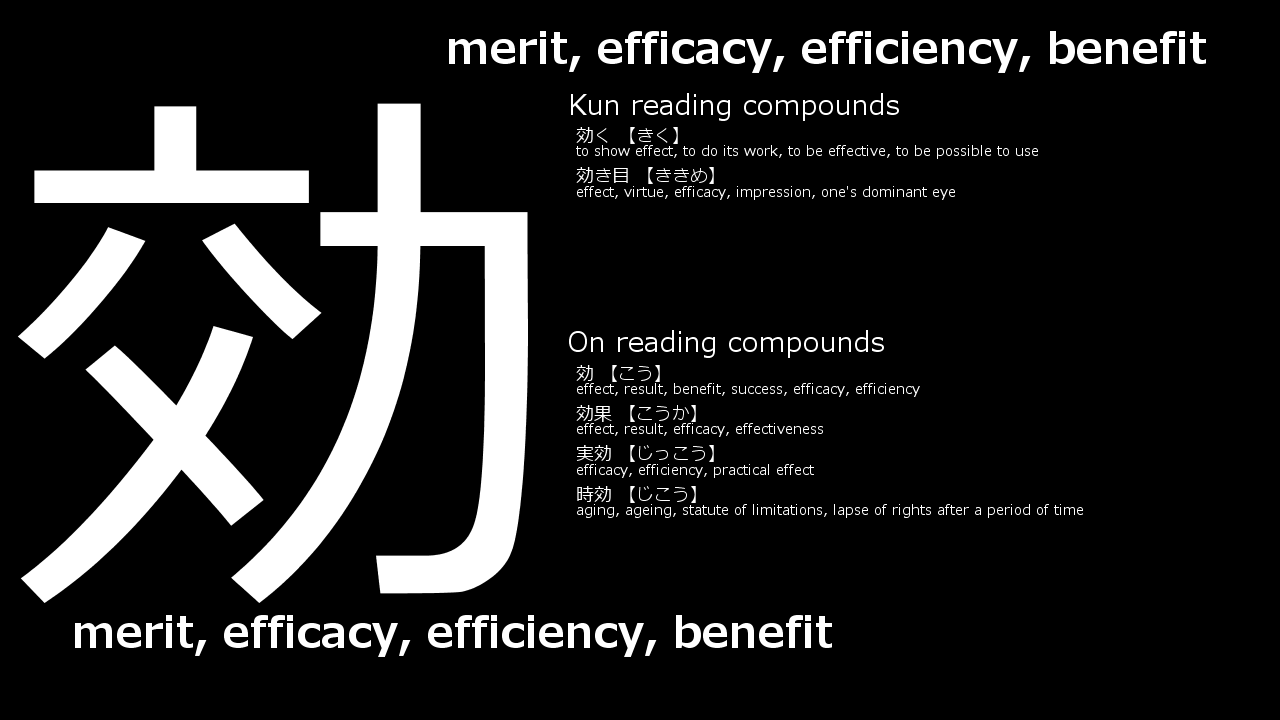 merit, efficacy, efficiency, benefit
効
Kun reading compounds
効く 【きく】
to show effect, to do its work, to be effective, to be possible to use
効き目 【ききめ】
effect, virtue, efficacy, impression, one's dominant eye
On reading compounds
効 【こう】
effect, result, benefit, success, efficacy, efficiency
効果 【こうか】
effect, result, efficacy, effectiveness
実効 【じっこう】
efficacy, efficiency, practical effect
時効 【じこう】
aging, ageing, statute of limitations, lapse of rights after a period of time
merit, efficacy, efficiency, benefit